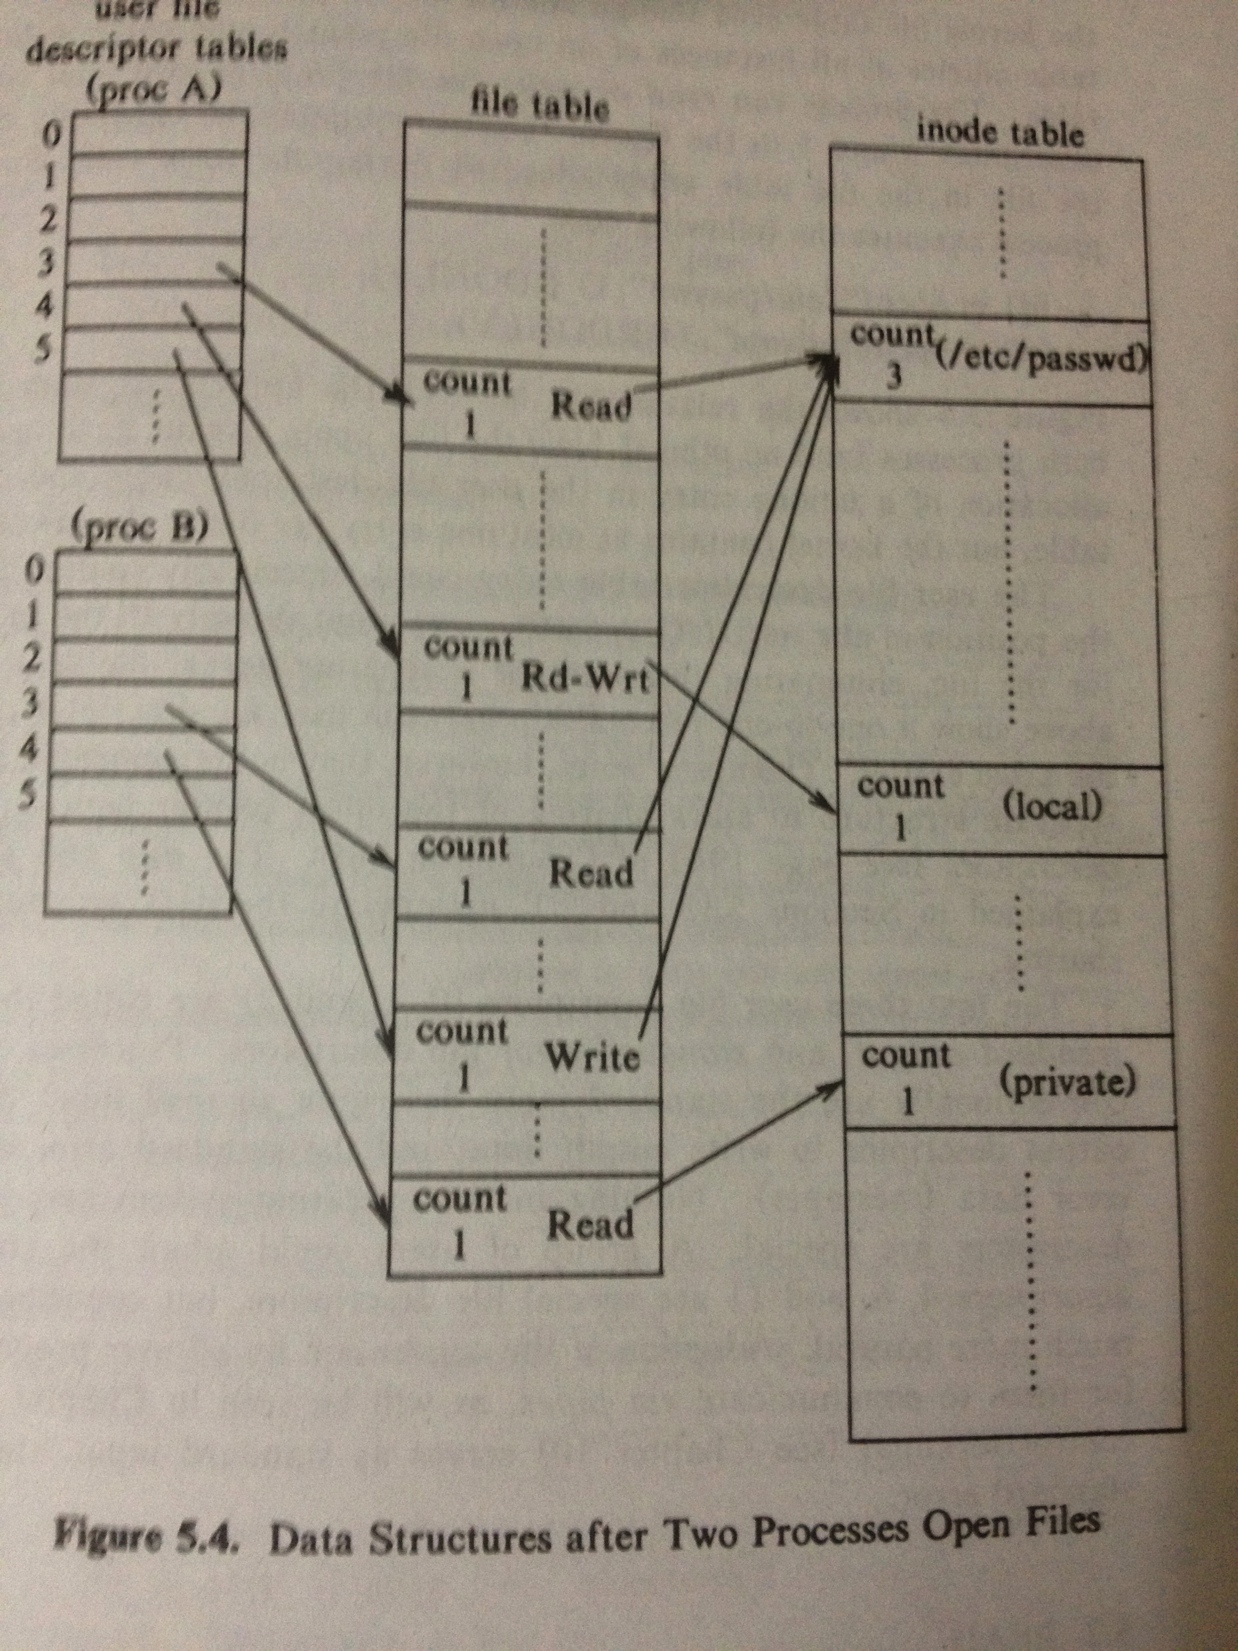 user file
descriptor tables
(proc A)
0
1
2
3
4
5
(proc B)
0
1
2
3
4
5
file table
count
1 Read
count
1 Rd-Wrt
count
1 Read
count
1 Write
count
1 Read
inode table
count (/etc/passwd)
3
count (local)
1
count (private)
1
Figure 5.4. Data Structures after Two Processes Open Files